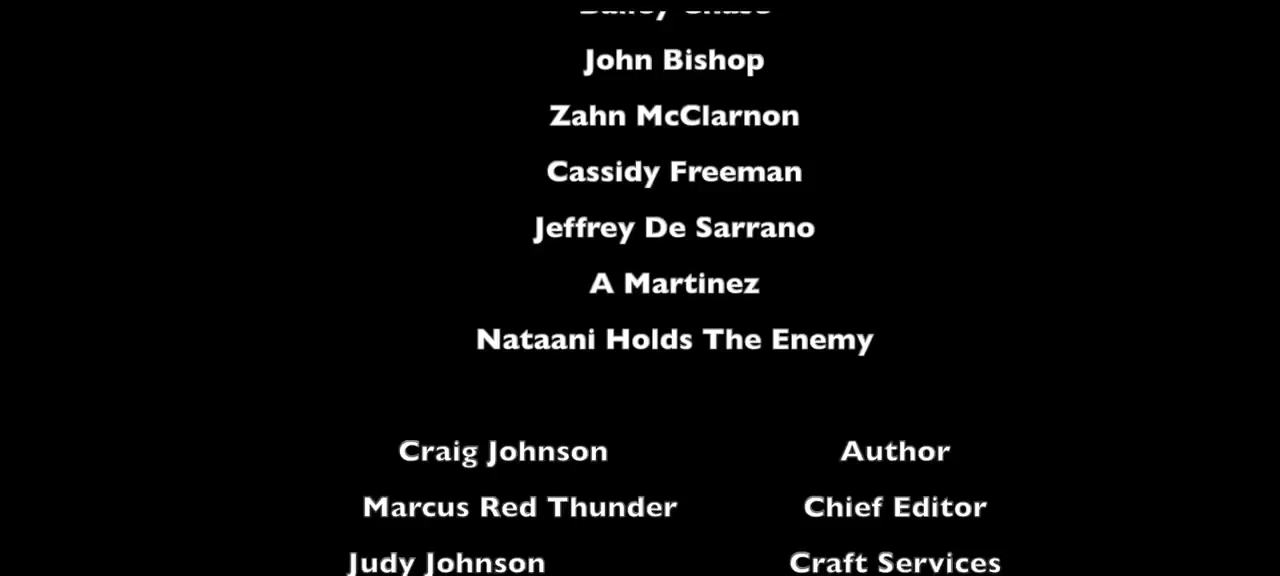 John Bishop
Zahn McClarnon
Cassidy Freeman
Jeffrey De Sarrano
A Martinez
Nataani Holds The Enemy
Craig Johnson Author
Marcus Red Thunder Chief Editor
Judy Johnson Craft Services